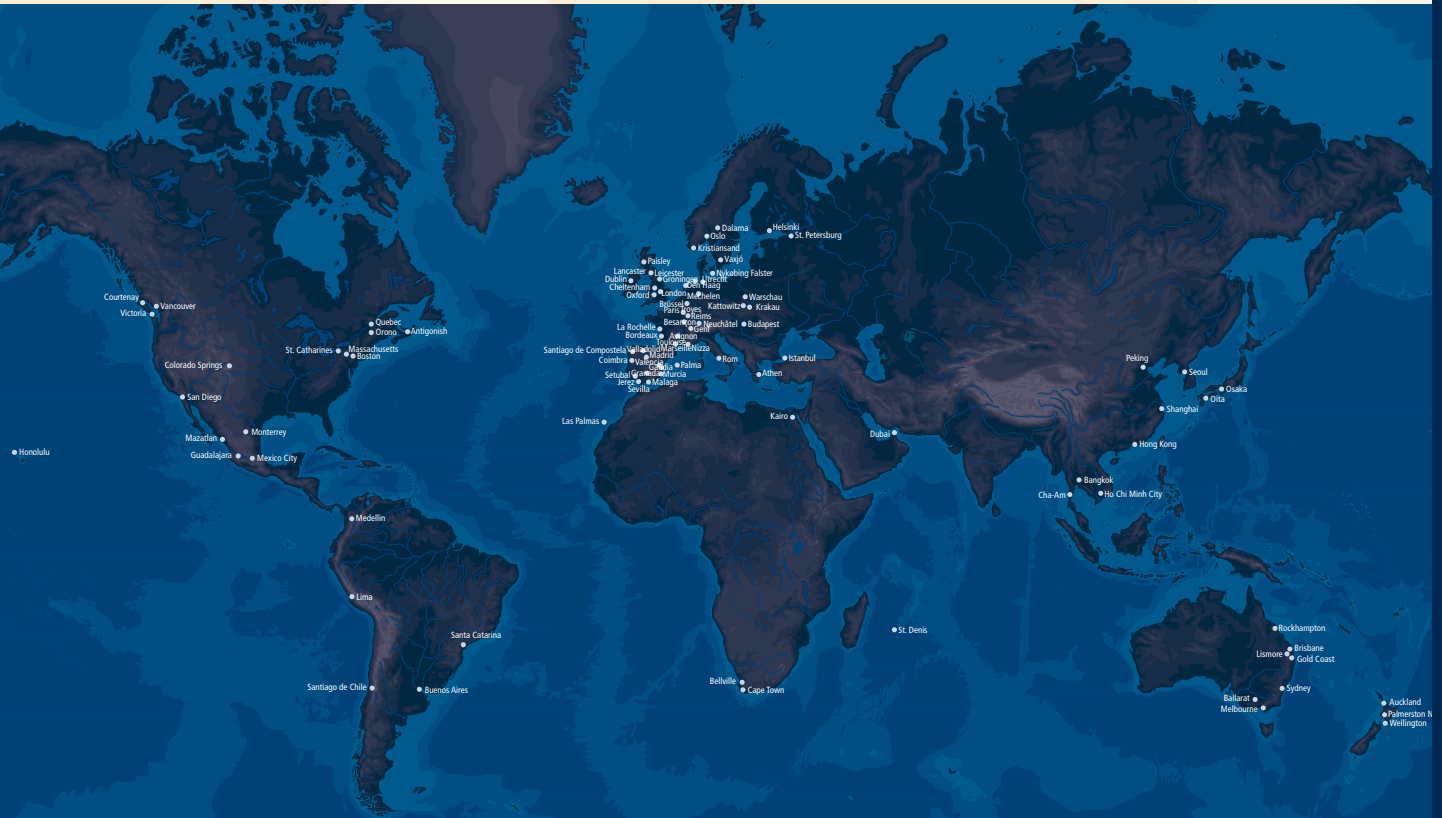 Dalarna
Helsinki
Oslo
St. Petersburg
Kristiansand
Vaxjó
Paisley
Lancaster
Leicester
Nykøbing Falster
Dublin
Groningen
Utrecht
Cheltenham
Den Haag
Oxford
London
Mechelen
Warschau
Courtenay
Vancouver
Brüssel
Kattowitz
Krakau
Victoria
Paris
Troyes
Reims
Quebec
Besançon
Neuchâtel
Budapest
Orono
Antigonish
La Rochelle
Genf
Bordeaux
Avignon
Toulouse
St. Catharines
Massachusetts
Boston
Santiago de Compostela
Valladolid
Marseille
Nizza
Madrid
Rom
Istanbul
Peking
Coimbra
Valencia
Colorado Springs
Palma
Seoul
Setubal
Granada
Gandia
Murcia
Athen
Jerez
Malaga
Osaka
Sevilla
San Diego
Oita
Shanghai
Las Palmas
Kairo
Monterrey
Dubai
Mazatlan
Hong Kong
Honolulu
Guadalajara
Mexico City
Bangkok
Cha-Am
Ho Chi Minh City
Medellin
Lima
Santa Catarina
St. Denis
Rockhampton
Brisbane
Lismore
Gold Coast
Bellville
Santiago de Chile
Buenos Aires
Cape Town
Sydney
Ballarat
Auckland
Melbourne
Palmerston N
Wellington